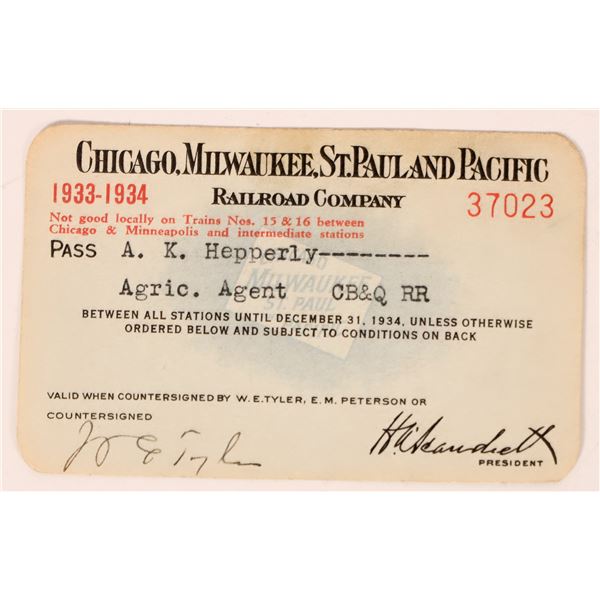 CHICAGO, MILWAUKEE, ST. PAUL AND PACIFIC
1933-1934 RAILROAD COMPANY 37023
Not good locally on Trains Nos. 15 & 16 between
Chicago & Minneapolis and intermediate stations
PASS A. K. Hepperly--------
MILWAUKEE
Agric. Agent CB&Q RR
ST. PAUL
BETWEEN ALL STATIONS UNTIL DECEMBER 31, 1934, UNLESS OTHERWISE
ORDERED BELOW AND SUBJECT TO CONDITIONS ON BACK
VALID WHEN COUNTERSIGNED BY W. E. TYLER, E. M. PETERSON OR
COUNTERSIGNED
W E Tyler
H A Scandrett
PRESIDENT